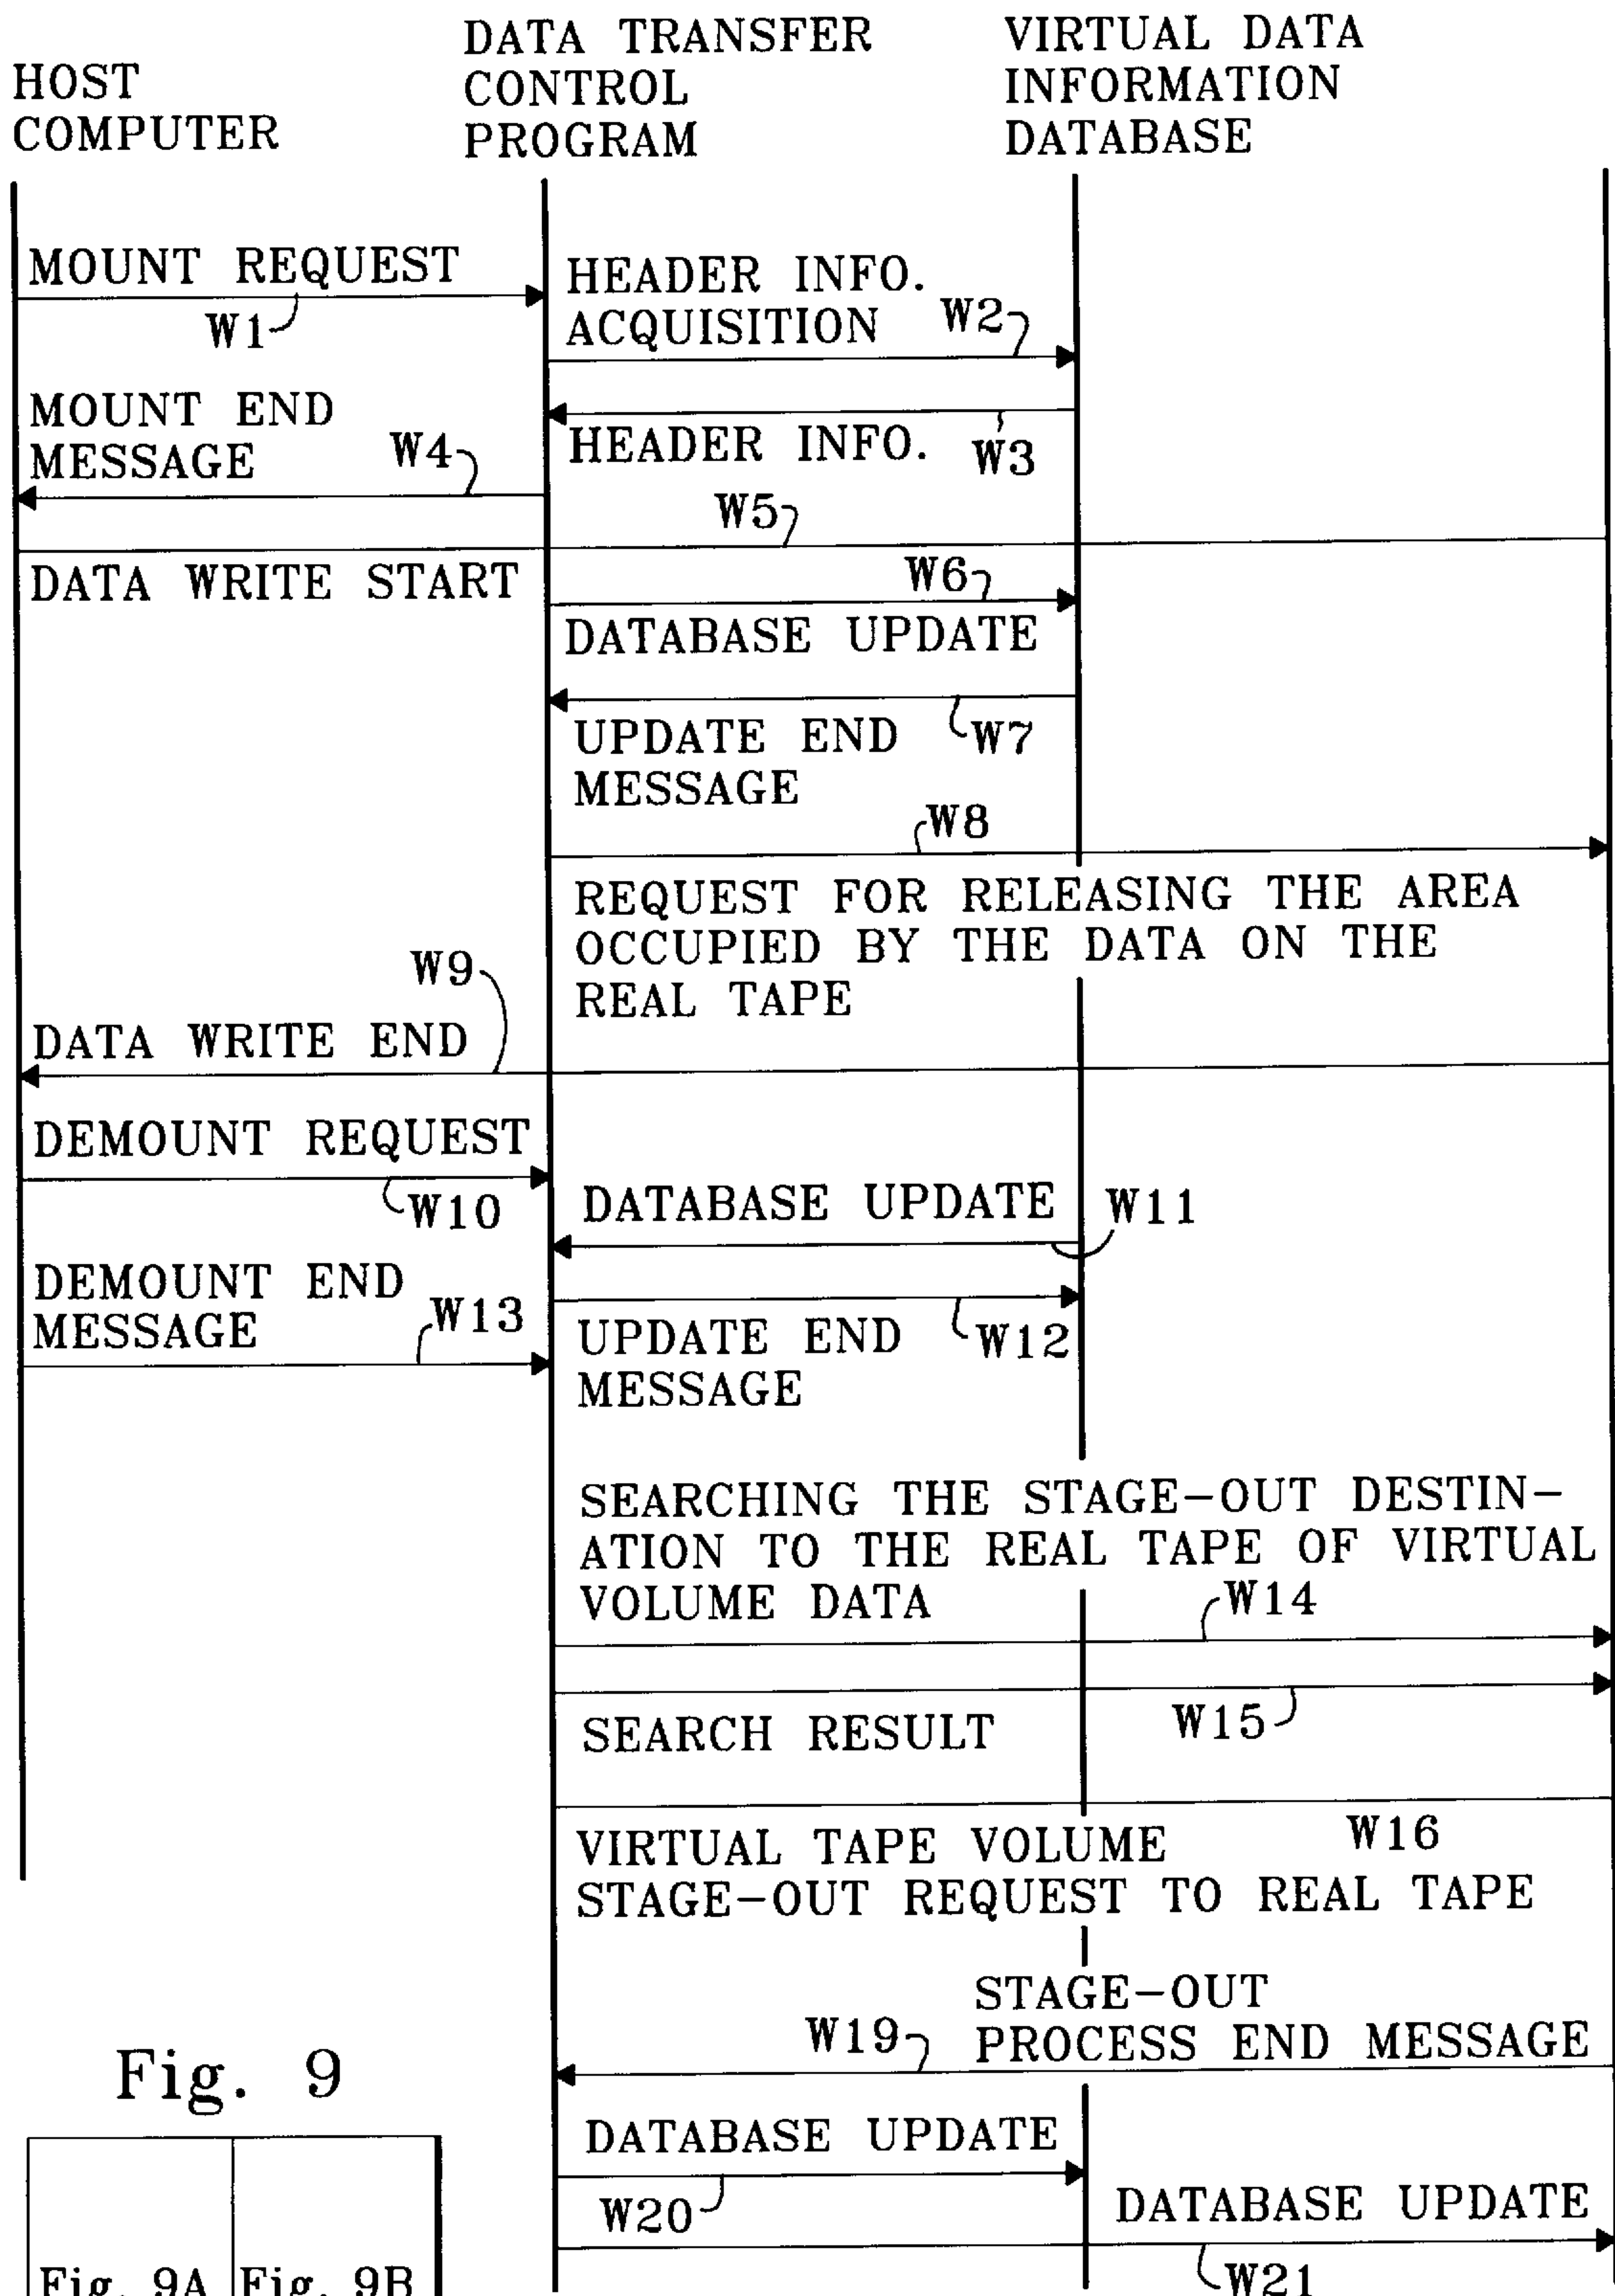 HOST
COMPUTER
DATA TRANSFER
CONTROL
PROGRAM
VIRTUAL DATA
INFORMATION
DATABASE
MOUNT REQUEST
W1
HEADER INFO.
ACQUISITION
W2
HEADER INFO.
W3
MOUNT END
MESSAGE
W4
W5
DATA WRITE START
W6
DATABASE UPDATE
UPDATE END
MESSAGE
W7
W8
REQUEST FOR RELEASING THE AREA
OCCUPIED BY THE DATA ON THE
REAL TAPE
W9
DATA WRITE END
DEMOUNT REQUEST
W10
DATABASE UPDATE
W11
DEMOUNT END
MESSAGE
W13
UPDATE END
MESSAGE
W12
SEARCHING THE STAGE-OUT DESTIN-
ATION TO THE REAL TAPE OF VIRTUAL
VOLUME DATA
W14
SEARCH RESULT
W15
VIRTUAL TAPE VOLUME
STAGE-OUT REQUEST TO REAL TAPE
W16
STAGE-OUT
PROCESS END MESSAGE
W19
DATABASE UPDATE
W20
DATABASE UPDATE
W21
Fig. 9
Fig. 9A
Fig. 9B